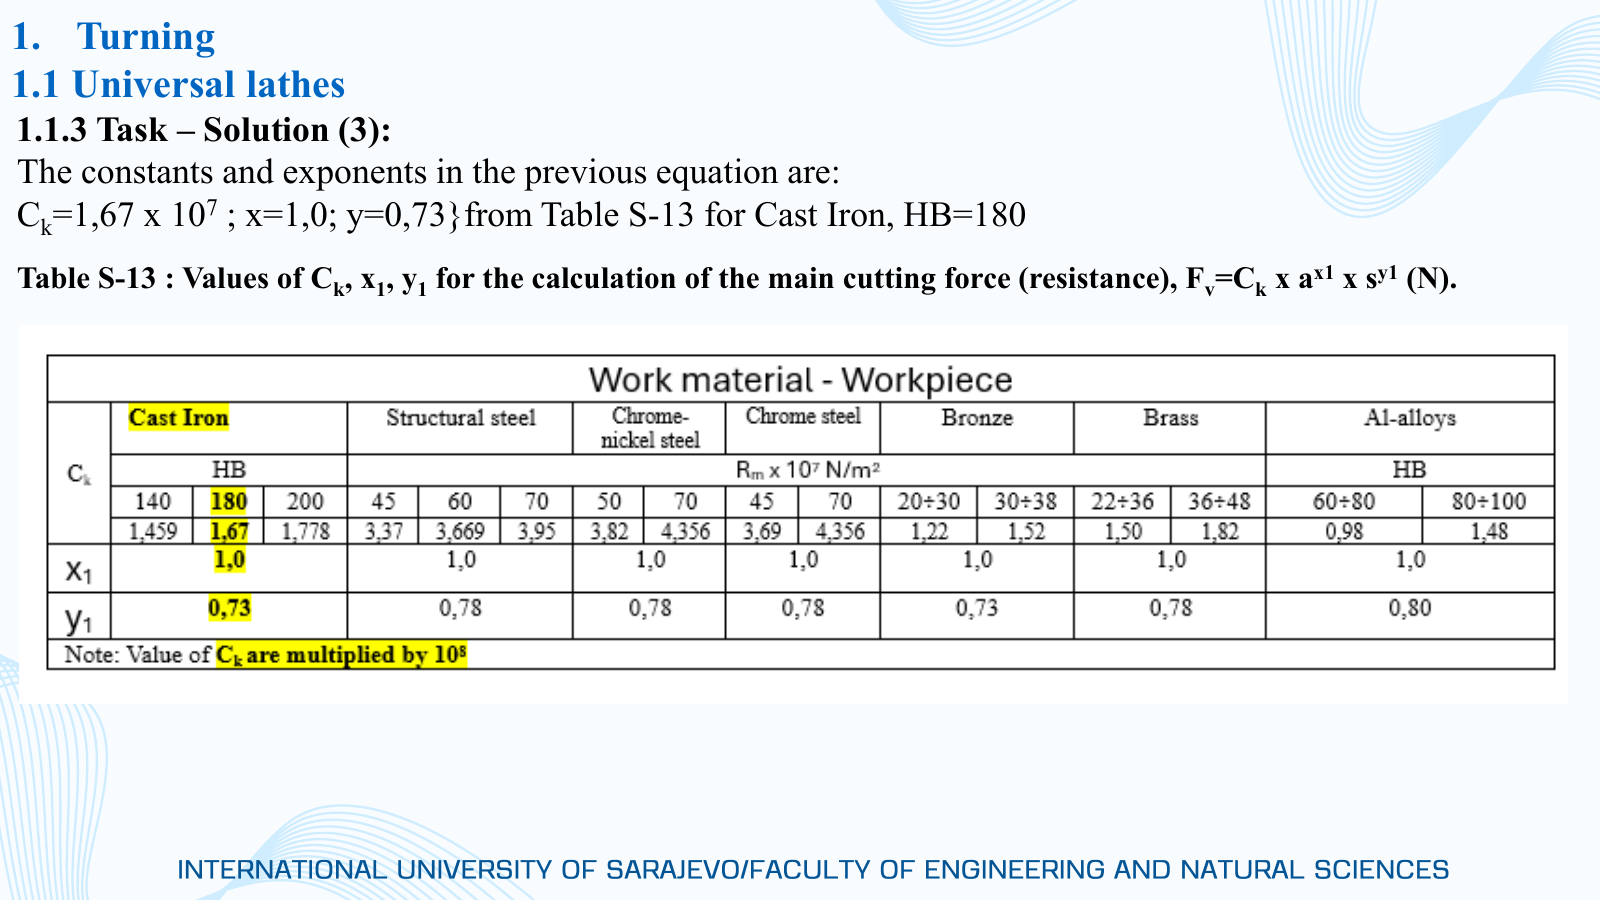 1. Turning
1.1 Universal lathes
1.1.3 Task – Solution (3):
The constants and exponents in the previous equation are:
Ck=1,67 x 10⁷ ; x=1,0; y=0,73}from Table S-13 for Cast Iron, HB=180
Table S-13 : Values of Ck, x1, y1 for the calculation of the main cutting force (resistance), Fv=Ck x aˣ¹ x sʸ¹ (N).
Work material - Workpiece
Ck Cast Iron Structural steel Chrome-nickel steel Chrome steel Bronze Brass Al-alloys
HB Rm x 10⁷ N/m² HB
140 180 200 45 60 70 50 70 45 70 20÷30 30÷38 22÷36 36÷48 60÷80 80÷100
1,459 1,67 1,778 3,37 3,669 3,95 3,82 4,356 3,69 4,356 1,22 1,52 1,50 1,82 0,98 1,48
X1 1,0 1,0 1,0 1,0 1,0 1,0 1,0
y1 0,73 0,78 0,78 0,78 0,73 0,78 0,80
Note: Value of Ck are multiplied by 10⁸
INTERNATIONAL UNIVERSITY OF SARAJEVO/FACULTY OF ENGINEERING AND NATURAL SCIENCES